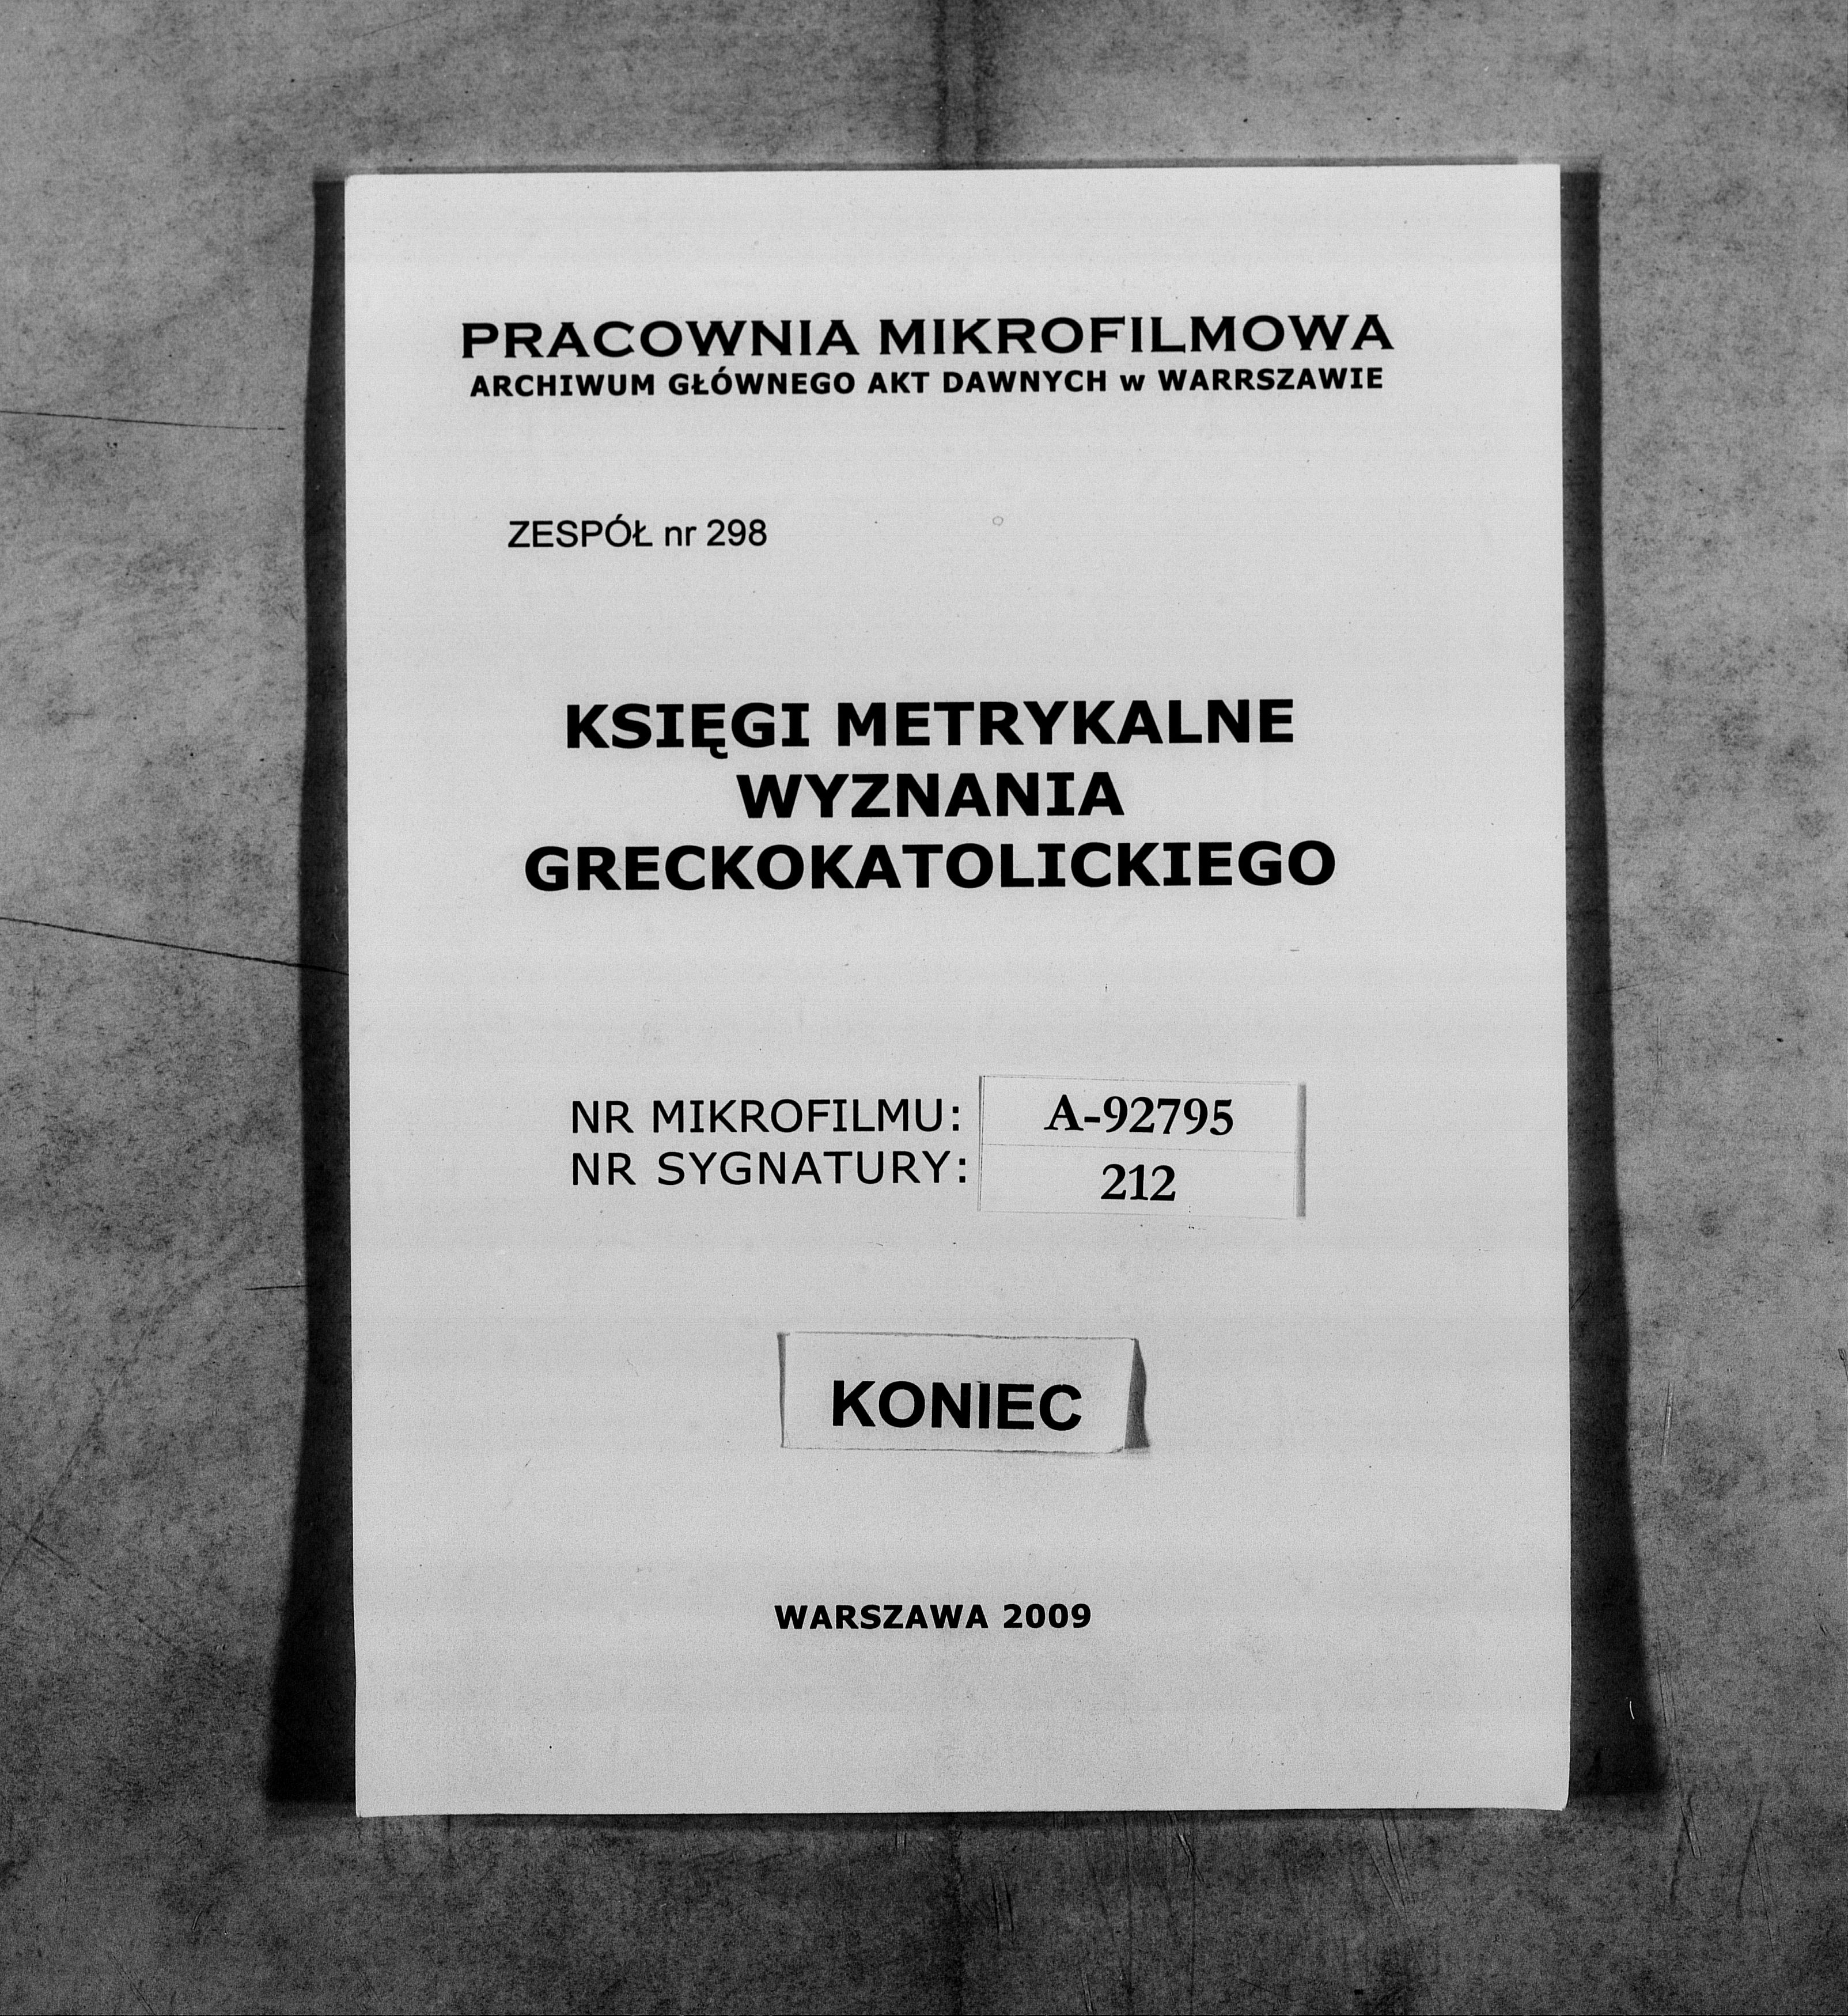 PRACOWNIA MIKROFILMOWA
ARCHIWUM GŁÓWNEGO AKT DAWNYCH w WARRSZAWIE
ZESPÓŁ nr 298
KSIĘGI METRYKALNE
WYZNANIA
GRECKOKATOLICKIEGO
NR MIKROFILMU: A-92795
NR SYGNATURY: 212
KONIEC
WARSZAWA 2009